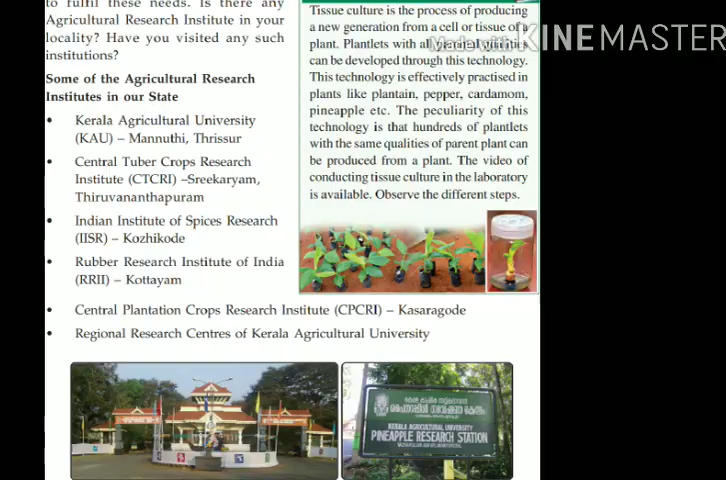 to fulfil these needs. Is there any
Agricultural Research Institute in your
locality? Have you visited any such
institutions?
Some of the Agricultural Research
Institutes in our State
• Kerala Agricultural University
(KAU) – Mannuthi, Thrissur
• Central Tuber Crops Research
Institute (CTCRI) –Sreekaryam,
Thiruvananthapuram
• Indian Institute of Spices Research
(IISR) – Kozhikode
• Rubber Research Institute of India
(RRII) – Kottayam
• Central Plantation Crops Research Institute (CPCRI) – Kasaragode
• Regional Research Centres of Kerala Agricultural University
Tissue culture is the process of producing
a new generation from a cell or tissue of a
plant. Plantlets with all
can be developed through this technology.
This technology is effectively practised in
plants like plantain, pepper, cardamom,
pineapple etc. The peculiarity of this
technology is that hundreds of plantlets
with the same qualities of parent plant can
be produced from a plant. The video of
conducting tissue culture in the laboratory
is available. Observe the different steps.
Made with KINEMASTER
KERALA AGRICULTURAL UNIVERSITY
PINEAPPLE RESEARCH STATION